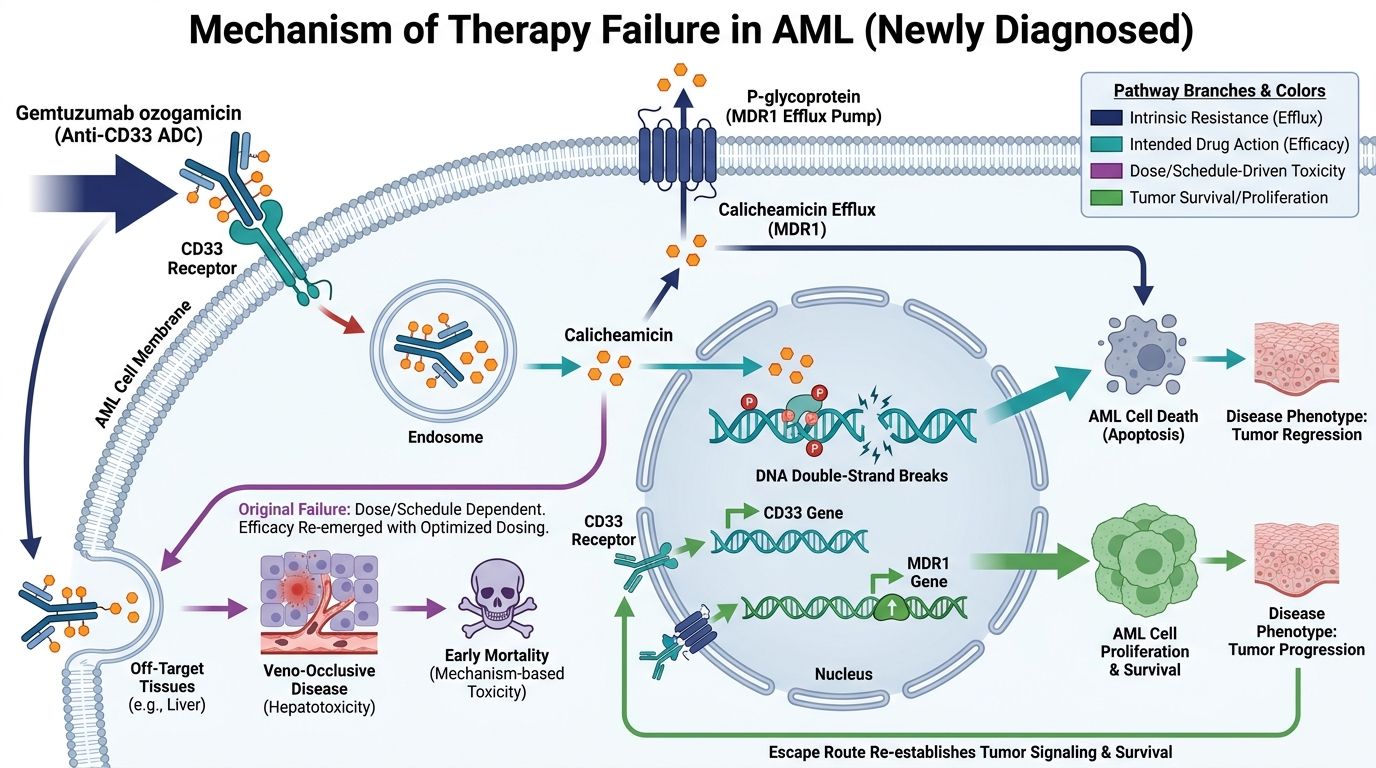 Mechanism of Therapy Failure in AML (Newly Diagnosed)
Gemtuzumab ozogamicin
(Anti-CD33 ADC)
P-glycoprotein
(MDR1 Efflux Pump)
Pathway Branches & Colors
Intrinsic Resistance (Efflux)
Intended Drug Action (Efficacy)
Dose/Schedule-Driven Toxicity
Tumor Survival/Proliferation
CD33
Receptor
Calicheamicin Efflux
(MDR1)
AML Cell Membrane
Calicheamicin
Endosome
P
P
P
P
P
DNA Double-Strand Breaks
AML Cell Death
(Apoptosis)
Disease Phenotype:
Tumor Regression
Original Failure: Dose/Schedule Dependent.
Efficacy Re-emerged with Optimized Dosing.
CD33
Receptor
CD33 Gene
MDR1
Gene
Off-Target
Tissues
(e.g., Liver)
Veno-Occlusive
Disease
(Hepatotoxicity)
Early Mortality
(Mechanism-based
Toxicity)
Nucleus
AML Cell
Proliferation
& Survival
Disease
Phenotype:
Tumor Progression
Escape Route Re-establishes Tumor Signaling & Survival